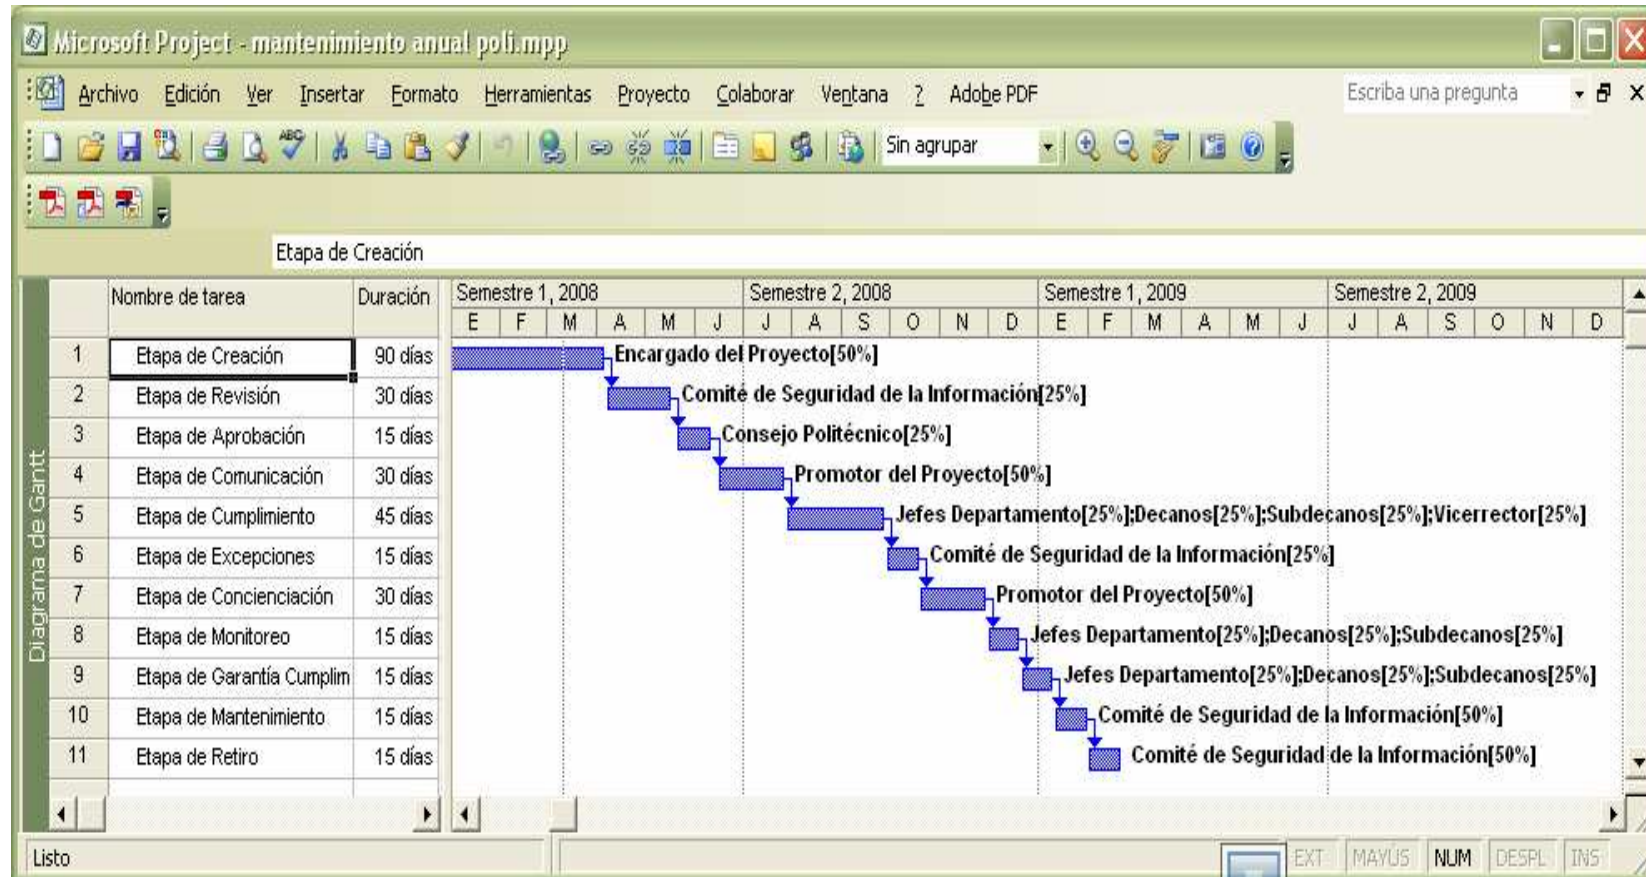 Microsoft Project - mantenimiento anual poli.mpp
Archivo Edición Ver Insertar Formato Herramientas Proyecto Colaborar Ventana ? Adobe PDF Escriba una pregunta
ABC Sin agrupar
Etapa de Creación
Nombre de tarea Duración Semestre 1, 2008 Semestre 2, 2008 Semestre 1, 2009 Semestre 2, 2009
E F M A M J J A S O N D E F M A M J J A S O N D
1 Etapa de Creación 90 días Encargado del Proyecto[50%]
2 Etapa de Revisión 30 días Comité de Seguridad de la Información[25%]
3 Etapa de Aprobación 15 días Consejo Politécnico[25%]
4 Etapa de Comunicación 30 días Promotor del Proyecto[50%]
5 Etapa de Cumplimiento 45 días Jefes Departamento[25%];Decanos[25%];Subdecanos[25%];Vicerrector[25%]
6 Etapa de Excepciones 15 días Comité de Seguridad de la Información[25%]
7 Etapa de Concienciación 30 días Promotor del Proyecto[50%]
8 Etapa de Monitoreo 15 días Jefes Departamento[25%];Decanos[25%];Subdecanos[25%]
9 Etapa de Garantía Cumplim 15 días Jefes Departamento[25%];Decanos[25%];Subdecanos[25%]
10 Etapa de Mantenimiento 15 días Comité de Seguridad de la Información[50%]
11 Etapa de Retiro 15 días Comité de Seguridad de la Información[50%]
Diagrama de Gantt
Listo EXT MAYÚS NUM DESPL INS